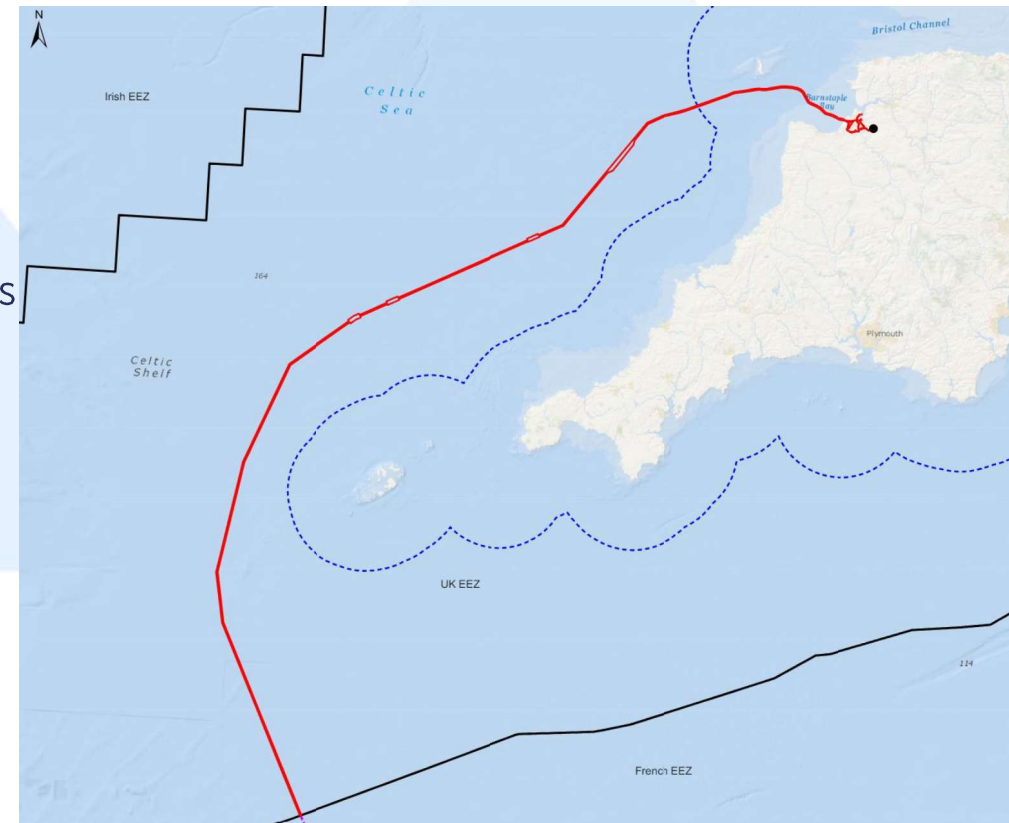 N
Bristol Channel
Irish EEZ
Celtic
Sea
Barnstaple
Bay
164
S
Plymouth
Celtic
Shelf
UK EEZ
114
French EEZ